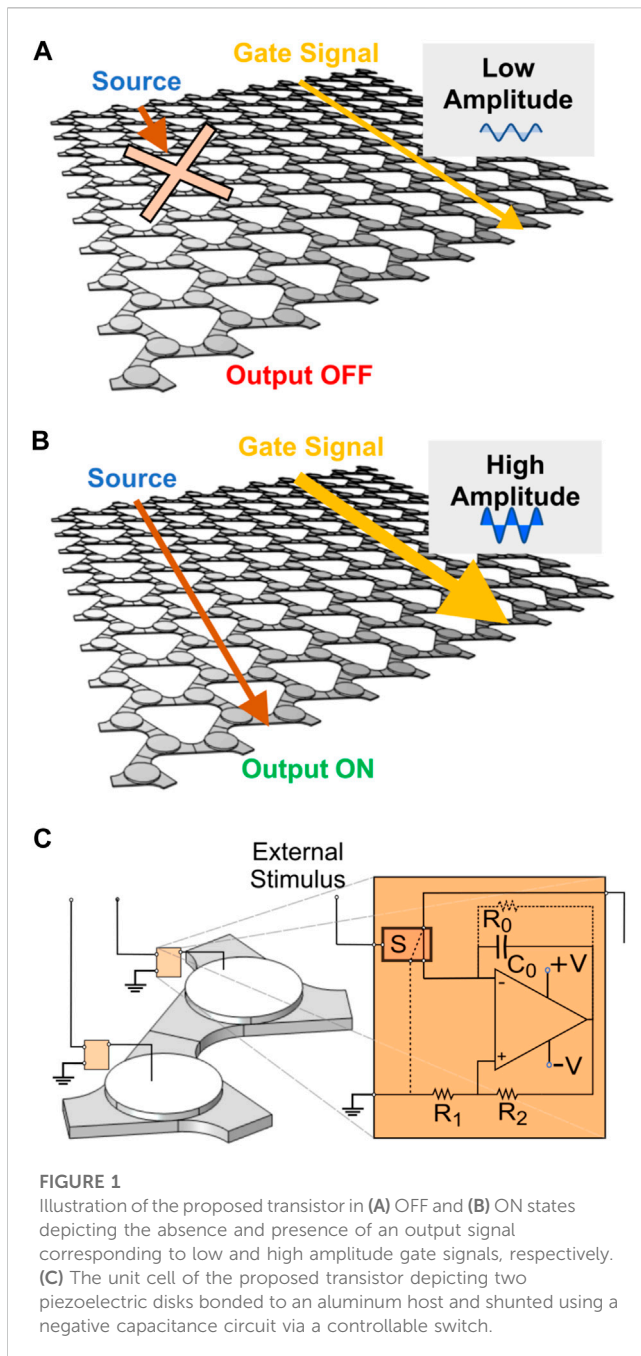 A
Gate Signal
Source
Low
Amplitude
Output OFF
B
Gate Signal
Source
High
Amplitude
Output ON
C
External
Stimulus
S
R0
C0
+V
-
+
-V
R1
R2
FIGURE 1
Illustration of the proposed transistor in (A) OFF and (B) ON states
depicting the absence and presence of an output signal
corresponding to low and high amplitude gate signals, respectively.
(C) The unit cell of the proposed transistor depicting two
piezoelectric disks bonded to an aluminum host and shunted using a
negative capacitance circuit via a controllable switch.